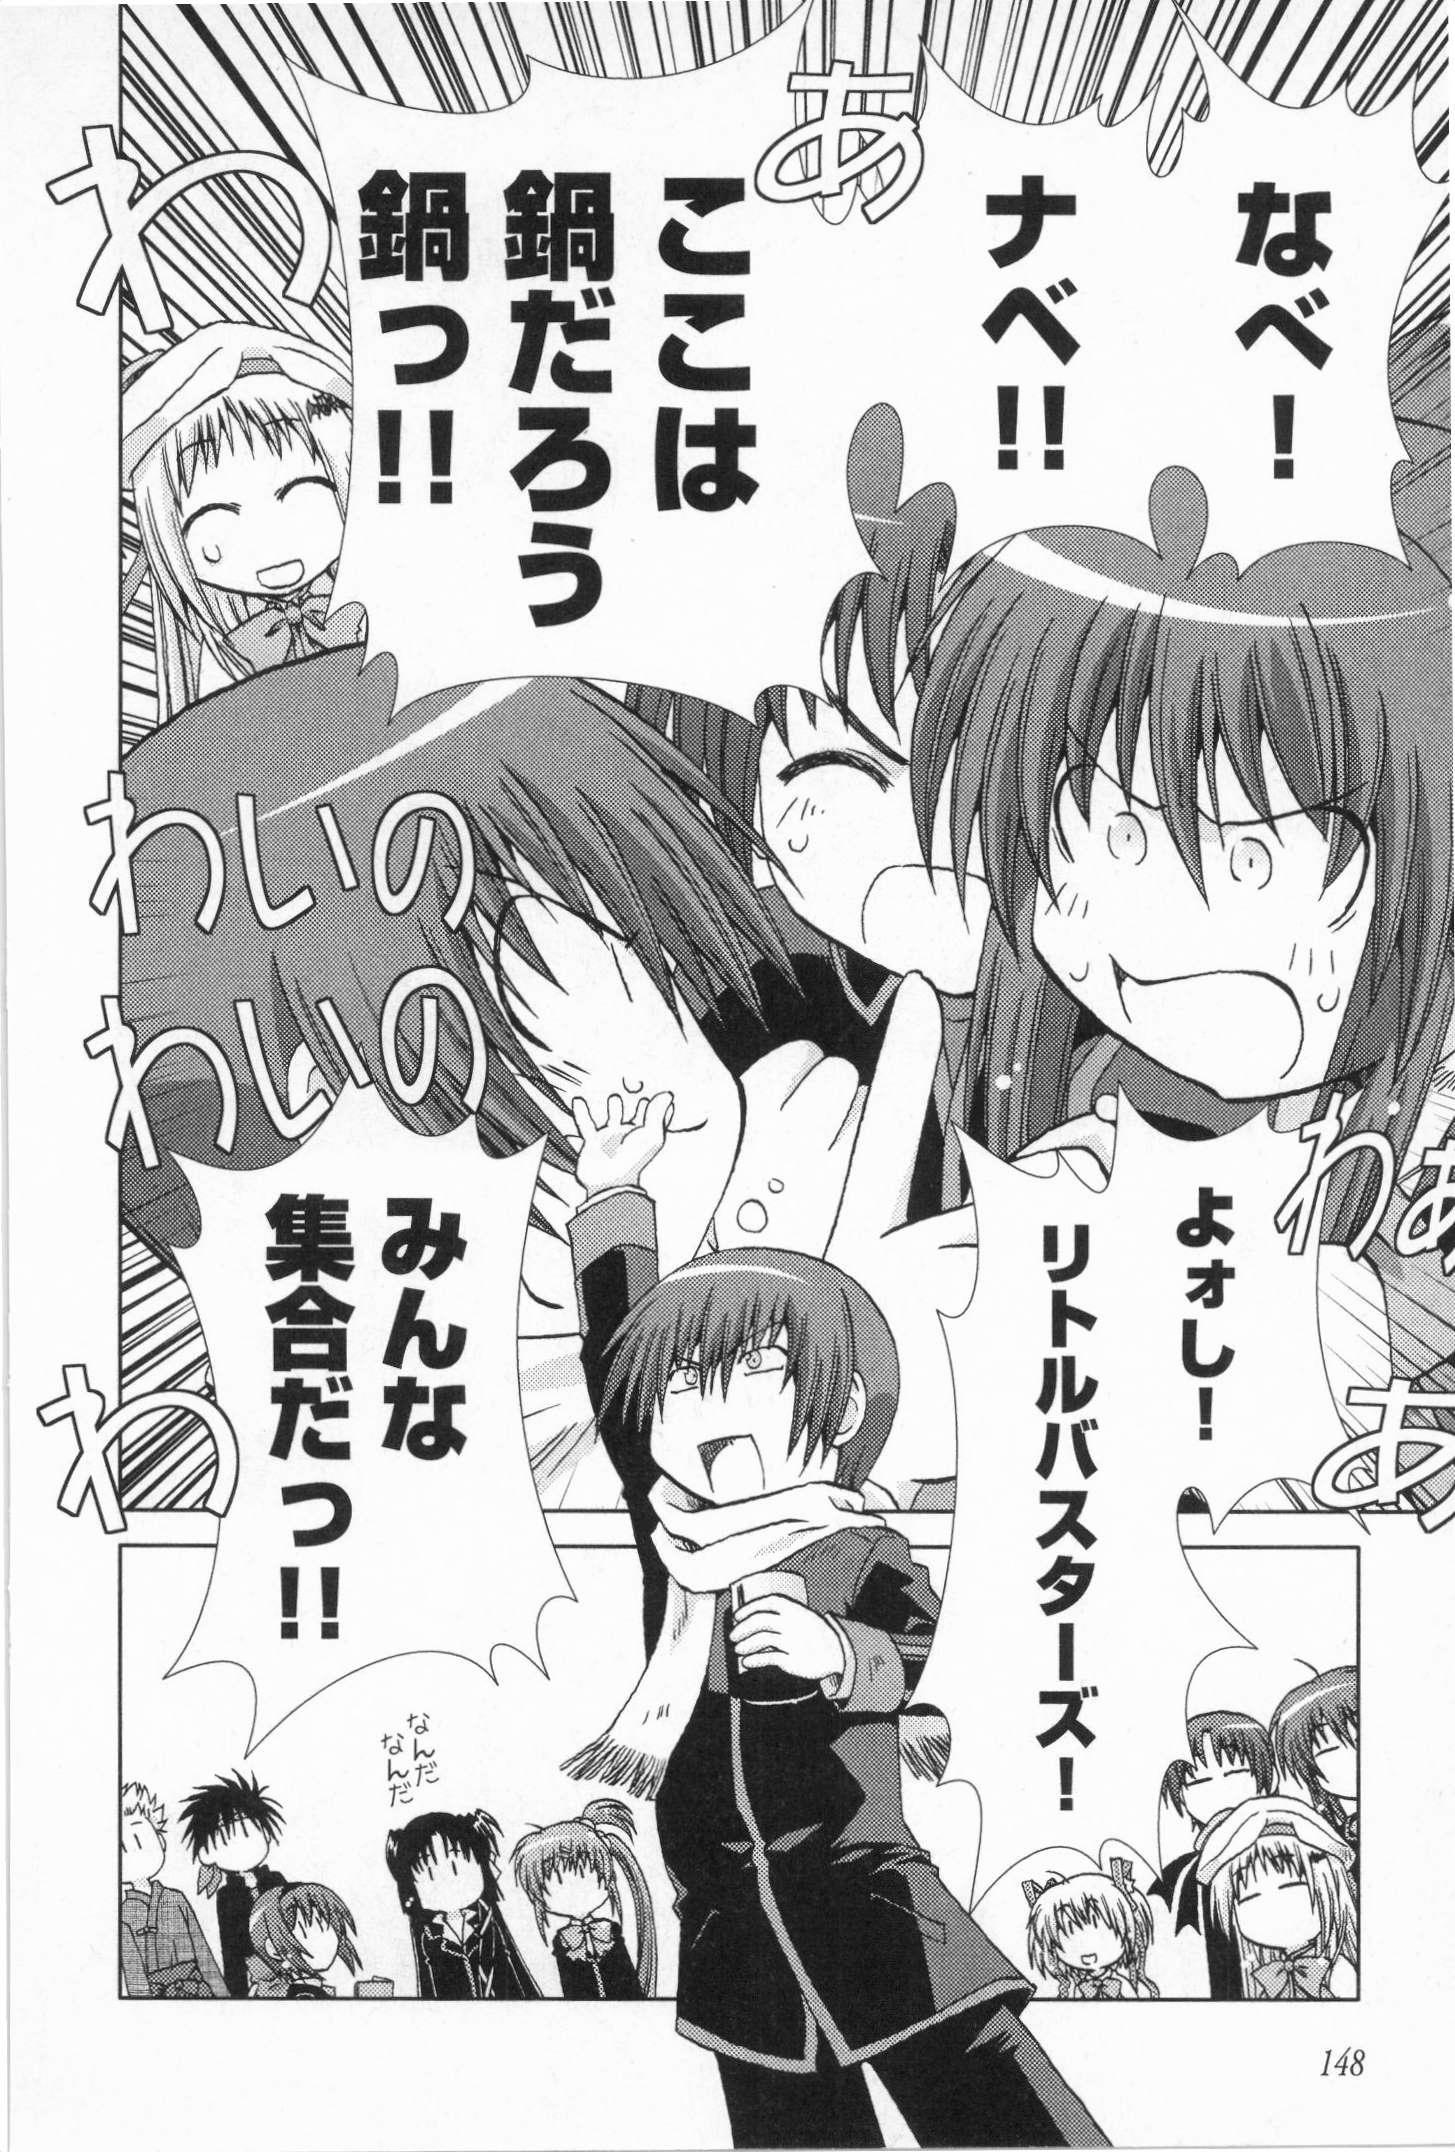 なべ！
ナベ!!
ここは
鍋だろう
鍋っ!!
あ
わ
わいの
わいの
わあ
よォし！
リトルバスターズ！
みんな
集合だっ!!
あ
わ
なんだ
なんだ
148